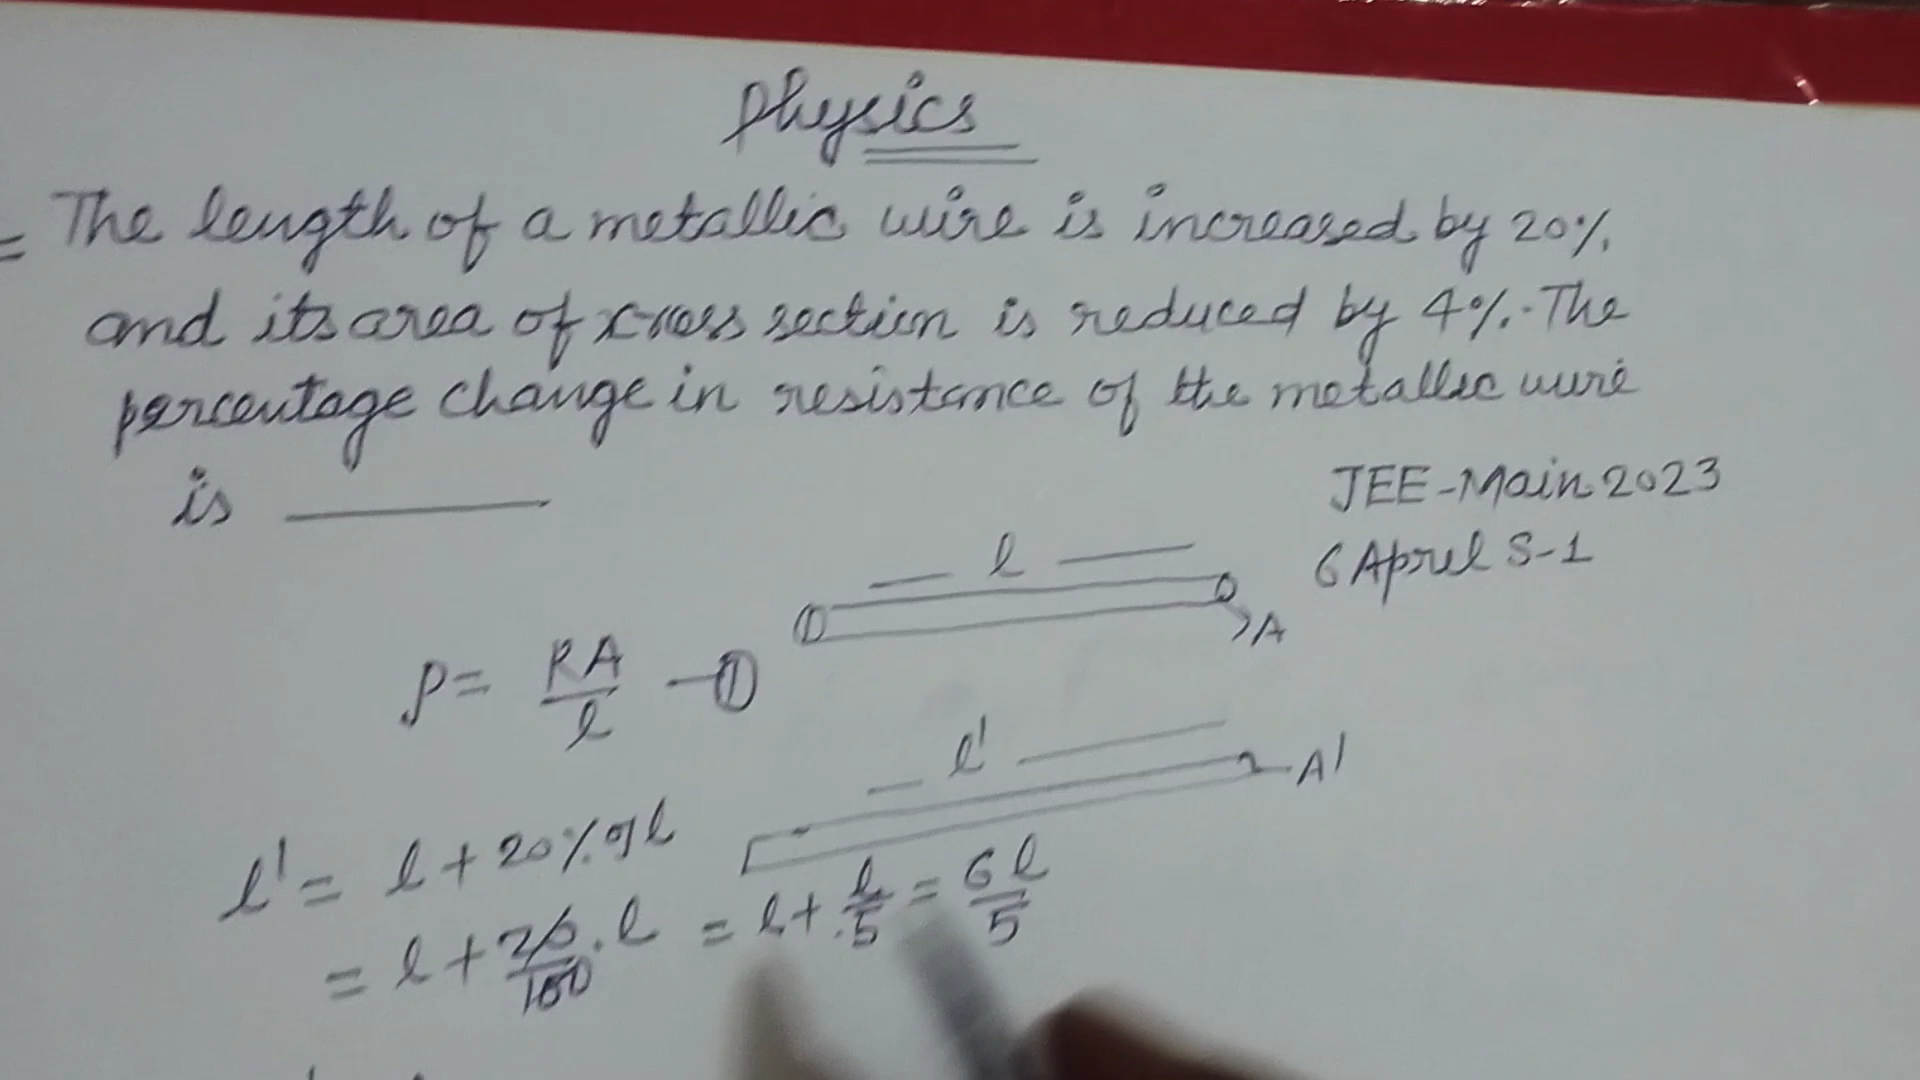 Physics
= The length of a metallic wire is increased by 20%
and its area of cross section is reduced by 4%. The
percentage change in resistance of the metallic wire
is ______
JEE-Main 2023
6 April S-1
l
A
ρ = RA/l — ①
l'
A'
l' = l + 20% of l
= l + 20/100 . l = l + l/5 = 6l/5